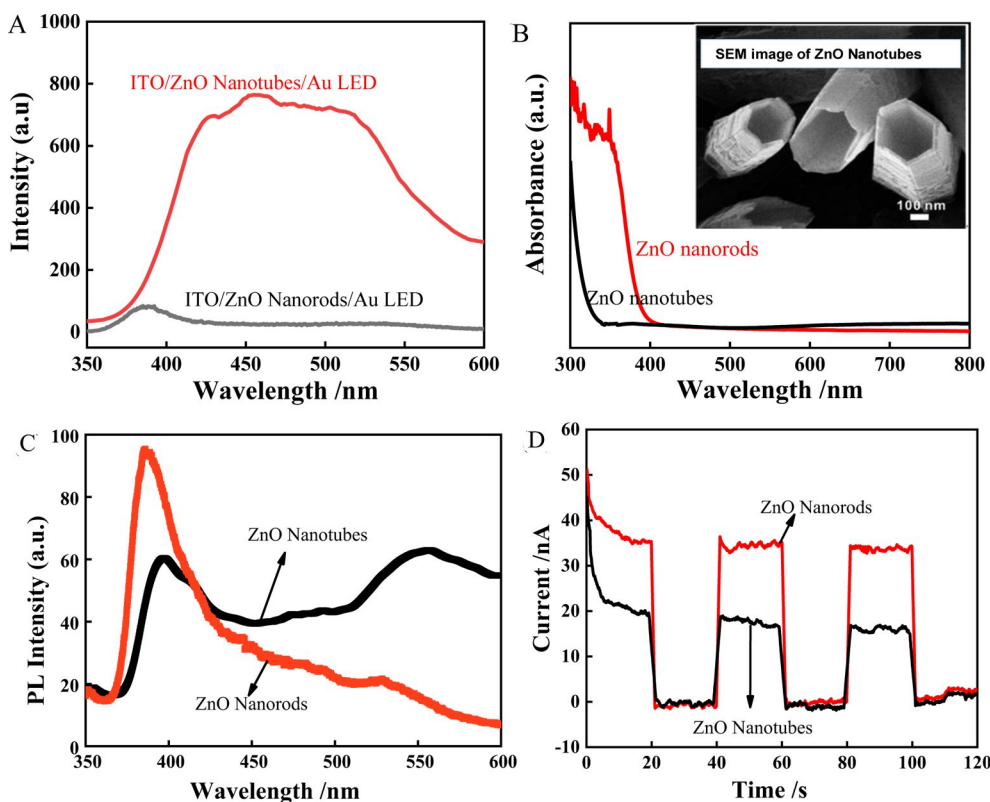 A
1000
800
600
400
200
0
Intensity (a.u)
ITO/ZnO Nanotubes/Au LED
ITO/ZnO Nanorods/Au LED
350 400 450 500 550 600
Wavelength /nm
B
Absorbance (a.u.)
SEM image of ZnO Nanotubes
100 nm
ZnO nanorods
ZnO nanotubes
300 400 500 600 700 800
Wavelength /nm
C
100
80
60
40
20
0
PL Intensity (a.u.)
ZnO Nanotubes
ZnO Nanorods
350 400 450 500 550 600
Wavelength /nm
D
60
50
40
30
20
10
0
-10
Current /nA
ZnO Nanorods
ZnO Nanotubes
0 20 40 60 80 100 120
Time /s